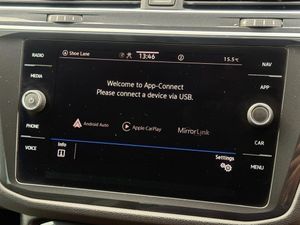 RADIO
MEDIA
PHONE
VOICE
Shoe Lane
13:46
15.5°C
Welcome to App-Connect
Please connect a device via USB.
Android Auto
Apple CarPlay
MirrorLink
Info
Settings
NAV
APP
CAR
MENU